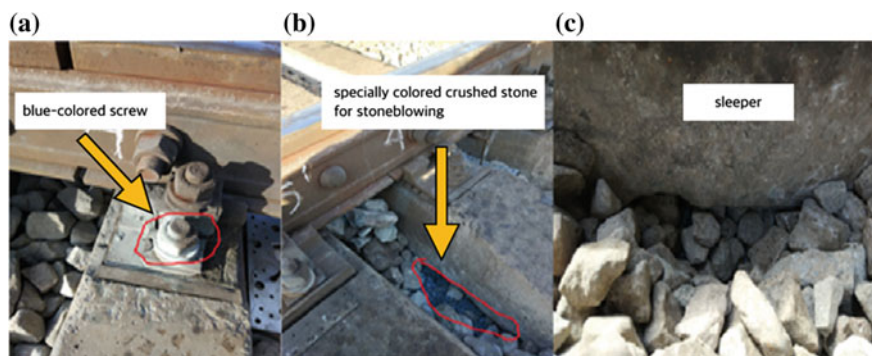 (a)
(b)
(c)
blue-colored screw
specially colored crushed stone
for stoneblowing
sleeper